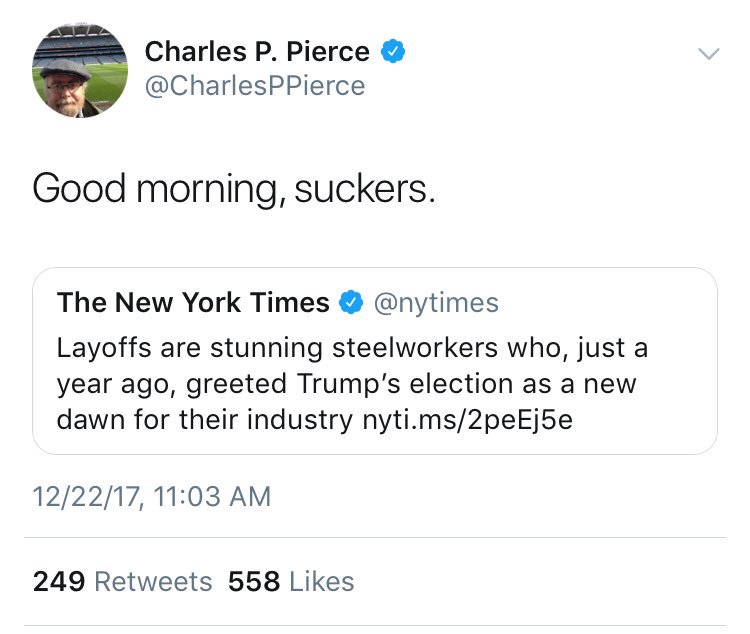 Charles P. Pierce
@CharlesPPierce
Good morning, suckers.
The New York Times @nytimes
Layoffs are stunning steelworkers who, just a
year ago, greeted Trump’s election as a new
dawn for their industry nyti.ms/2peEj5e
12/22/17, 11:03 AM
249 Retweets 558 Likes